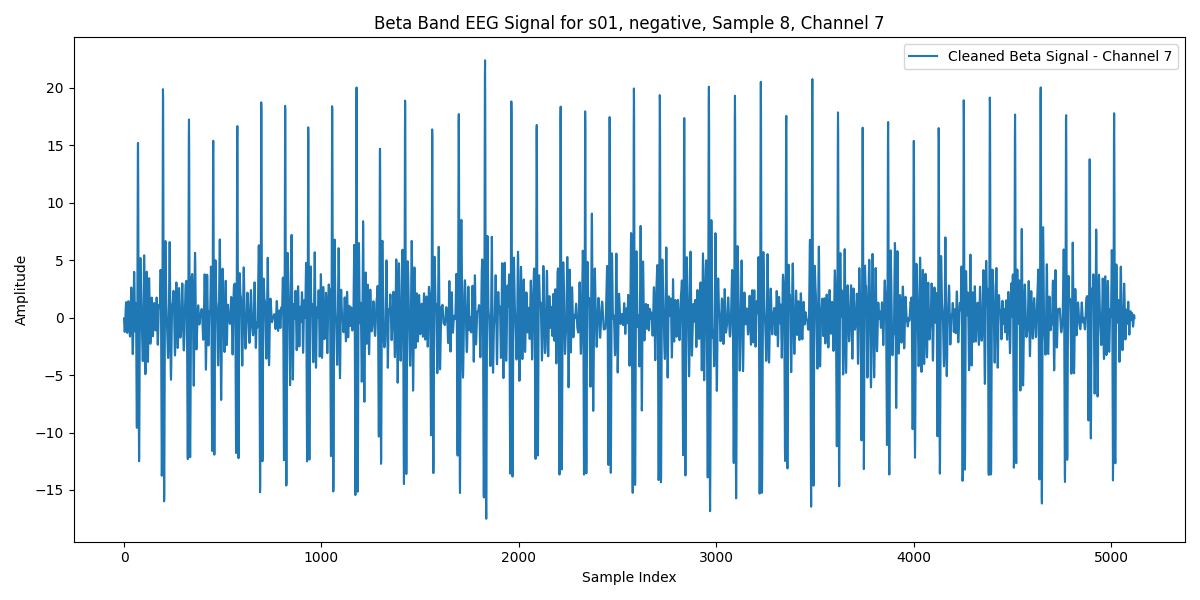 Beta Band EEG Signal for s01, negative, Sample 8, Channel 7
Cleaned Beta Signal - Channel 7
Amplitude
20
15
10
5
0
−5
−10
−15
0 1000 2000 3000 4000 5000
Sample Index